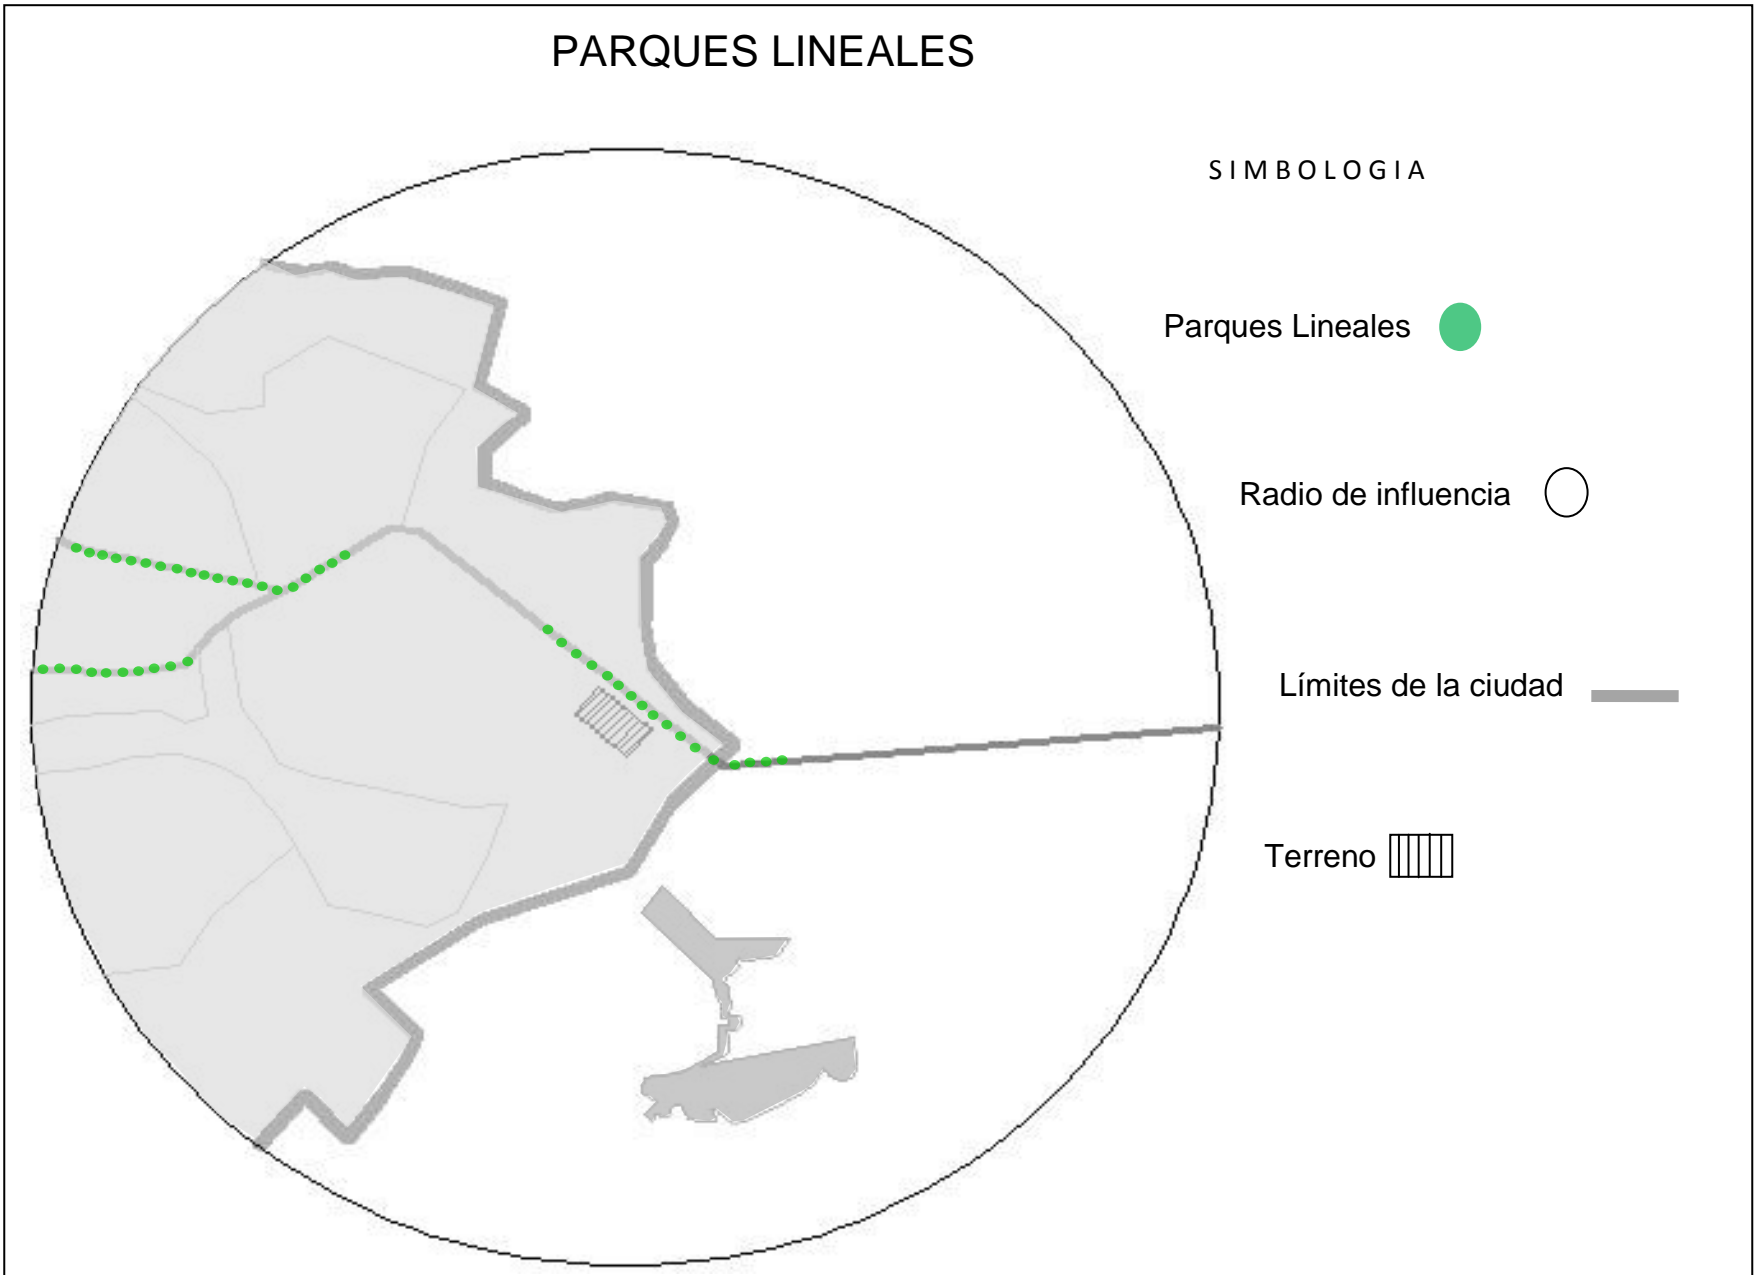 PARQUES LINEALES
SIMBOLOGIA
Parques Lineales
Radio de influencia
Límites de la ciudad
Terreno